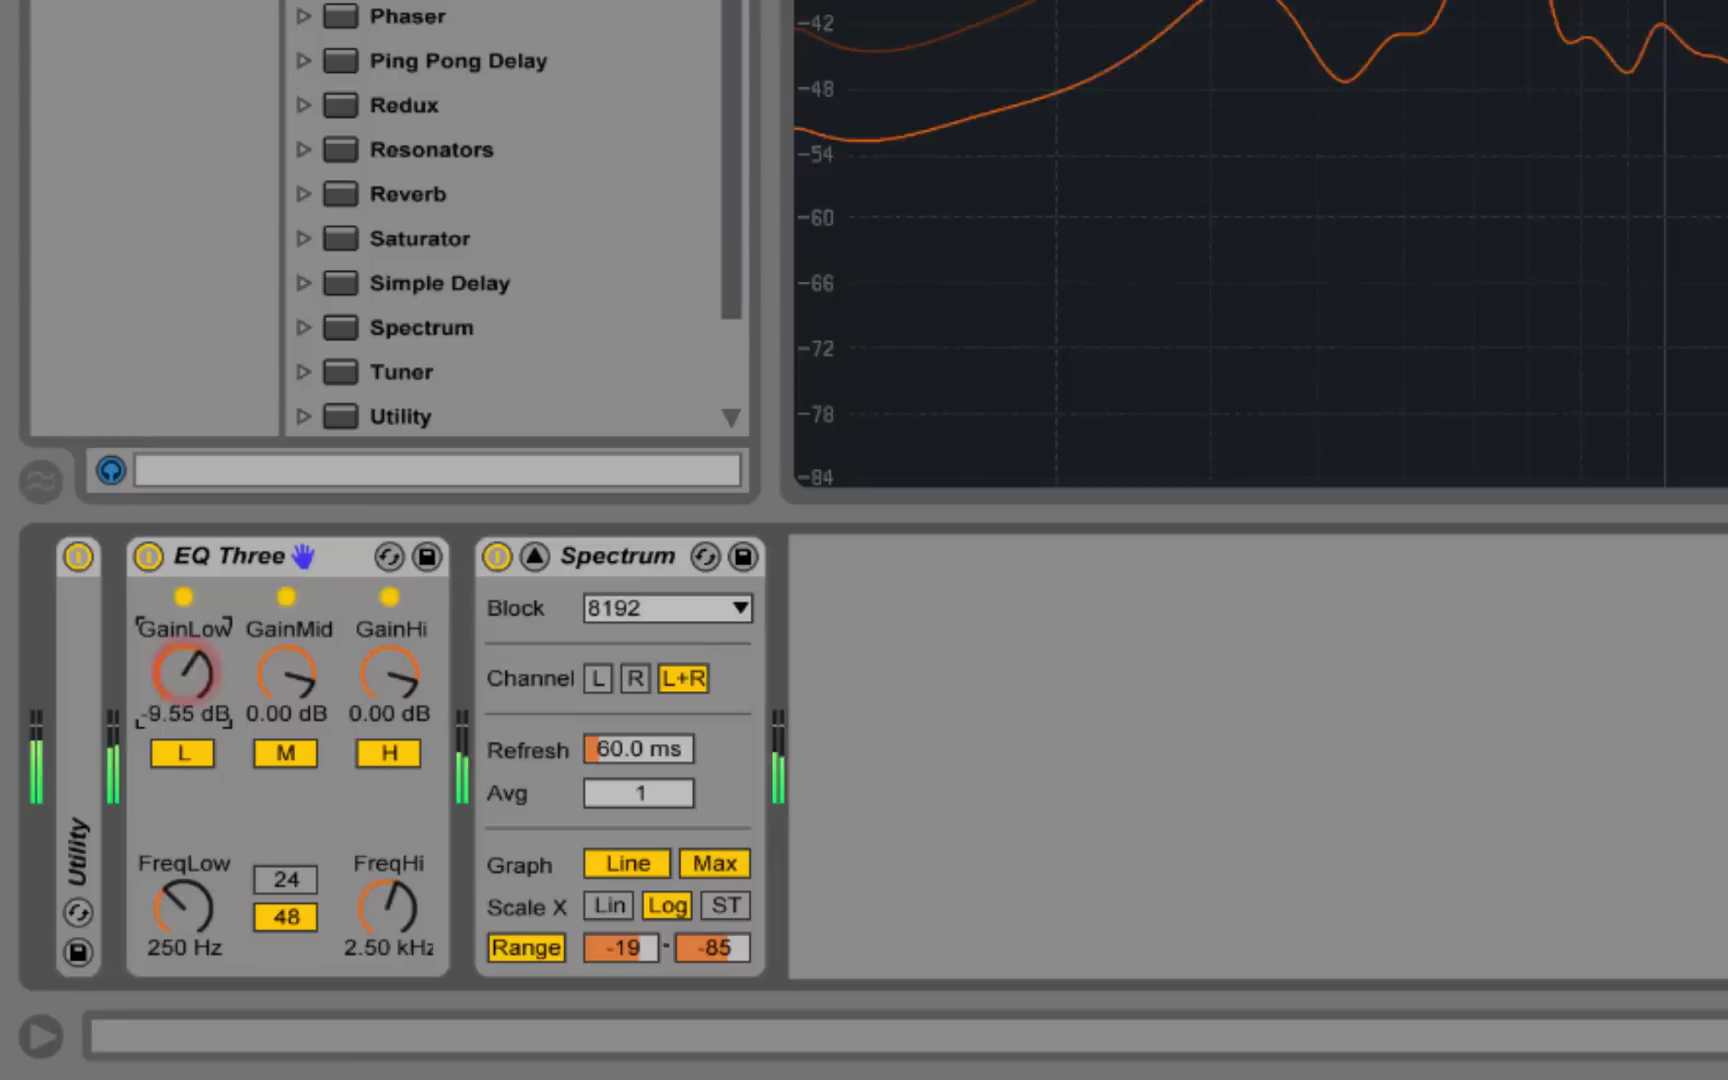 Phaser
Ping Pong Delay
Redux
Resonators
Reverb
Saturator
Simple Delay
Spectrum
Tuner
Utility
-42
-48
-54
-60
-66
-72
-78
-84
Utility
EQ Three
GainLow GainMid GainHi
-9.55 dB 0.00 dB 0.00 dB
L M H
FreqLow FreqHi
24
48
250 Hz 2.50 kHz
Spectrum
Block 8192
Channel L R L+R
Refresh 60.0 ms
Avg 1
Graph Line Max
Scale X Lin Log ST
Range -19 - -85